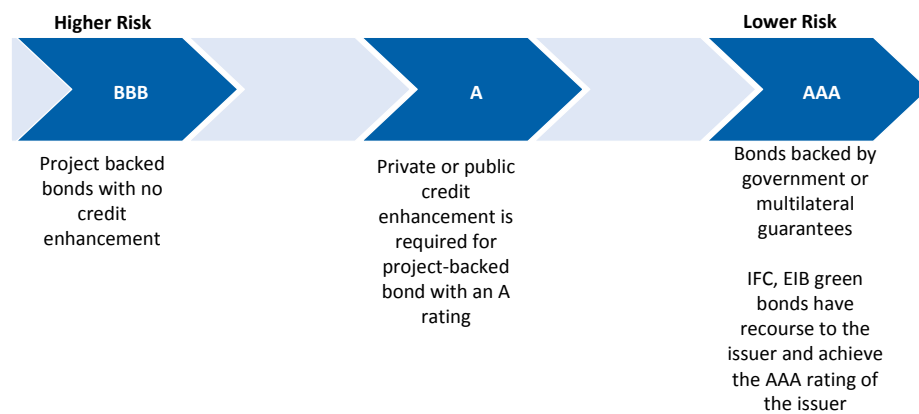 Higher Risk
Lower Risk
BBB
A
AAA
Project backed
bonds with no
credit
enhancement
Private or public
credit
enhancement is
required for
project-backed
bond with an A
rating
Bonds backed by
government or
multilateral
guarantees
IFC, EIB green
bonds have
recourse to the
issuer and achieve
the AAA rating of
the issuer